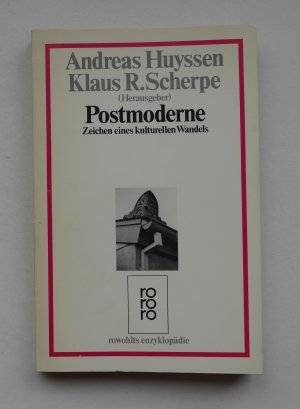 Andreas Huyssen
Klaus R. Scherpe
(Herausgeber)
Postmoderne
Zeichen eines kulturellen Wandels
ro
ro
ro
rowohlts enzyklopädie